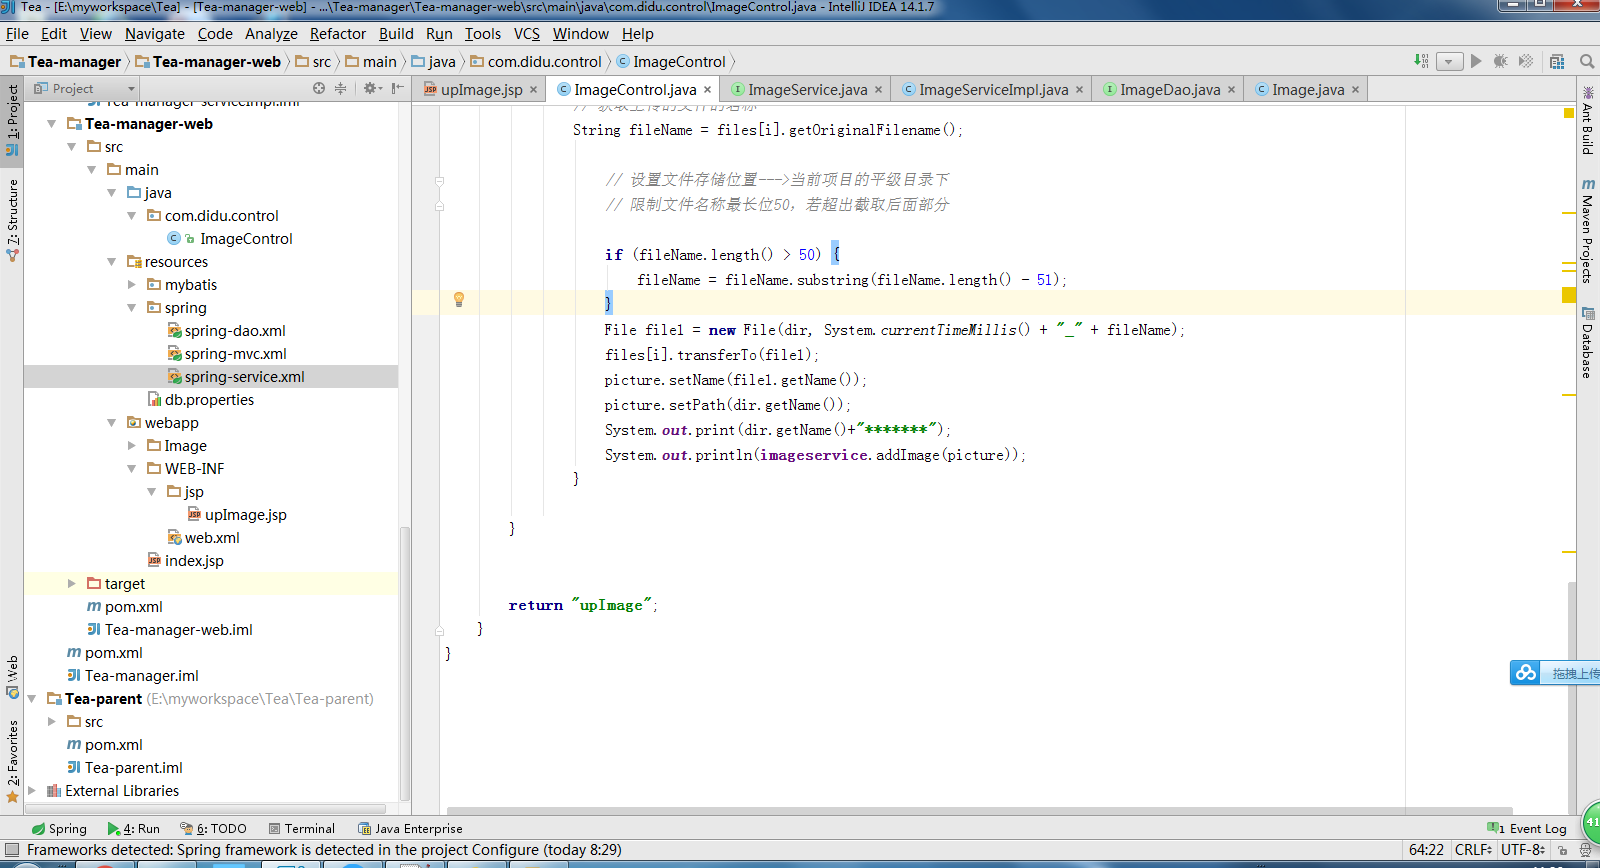 Tea - [E:\myworkspace\Tea] - [Tea-manager-web] - ...\Tea-manager\Tea-manager-web\src\main\java\com.didu.control\ImageControl.java - IntelliJ IDEA 14.1.7
File Edit View Navigate Code Analyze Refactor Build Run Tools VCS Window Help
Tea-manager Tea-manager-web src main java com.didu.control ImageControl
Project
upImage.jsp ImageControl.java ImageService.java ImageServiceImpl.java ImageDao.java Image.java
1: Project
7: Structure
Web
2: Favorites
Tea-manager-serviceImpl.iml
Tea-manager-web
src
main
java
com.didu.control
ImageControl
resources
mybatis
spring
spring-dao.xml
spring-mvc.xml
spring-service.xml
db.properties
webapp
Image
WEB-INF
jsp
upImage.jsp
web.xml
index.jsp
target
pom.xml
Tea-manager-web.iml
pom.xml
Tea-manager.iml
Tea-parent (E:\myworkspace\Tea\Tea-parent)
src
pom.xml
Tea-parent.iml
External Libraries
// 获取上传的文件的名称
String fileName = files[i].getOriginalFilename();
// 设置文件存储位置--->当前项目的平级目录下
// 限制文件名称最长位50，若超出截取后面部分
if (fileName.length() > 50) {
fileName = fileName.substring(fileName.length() - 51);
}
File file1 = new File(dir, System.currentTimeMillis() + "_" + fileName);
files[i].transferTo(file1);
picture.setName(file1.getName());
picture.setPath(dir.getName());
System.out.print(dir.getName()+"*******");
System.out.println(imageservice.addImage(picture));
}
}
return "upImage";
}
}
Ant Build
Maven Projects
Database
拖拽上传
41
Spring 4: Run 6: TODO Terminal Java Enterprise 1 Event Log
Frameworks detected: Spring framework is detected in the project Configure (today 8:29) 64:22 CRLF UTF-8